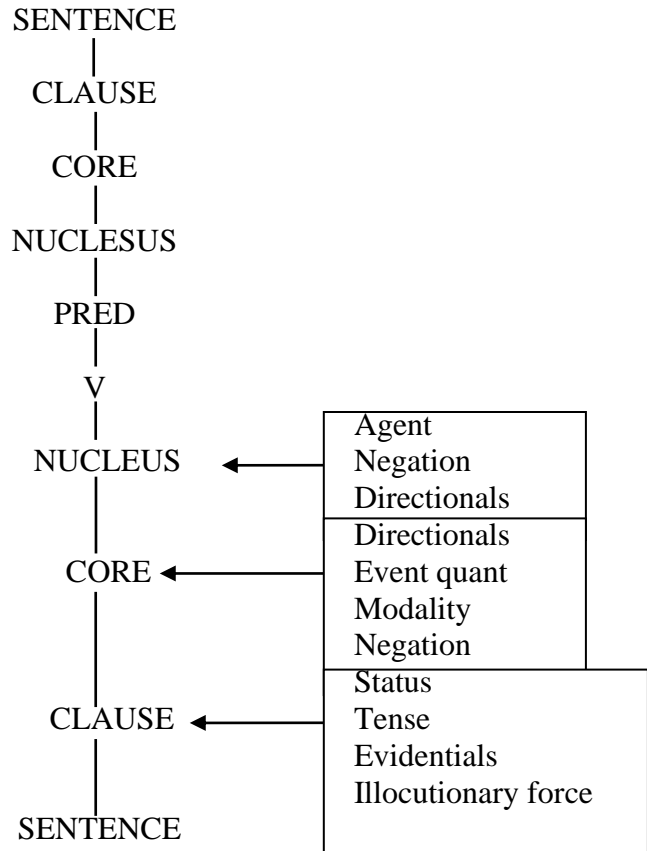 SENTENCE
CLAUSE
CORE
NUCLESUS
PRED
V
NUCLEUS
Agent
Negation
Directionals
CORE
Directionals
Event quant
Modality
Negation
CLAUSE
Status
Tense
Evidentials
Illocutionary force
SENTENCE